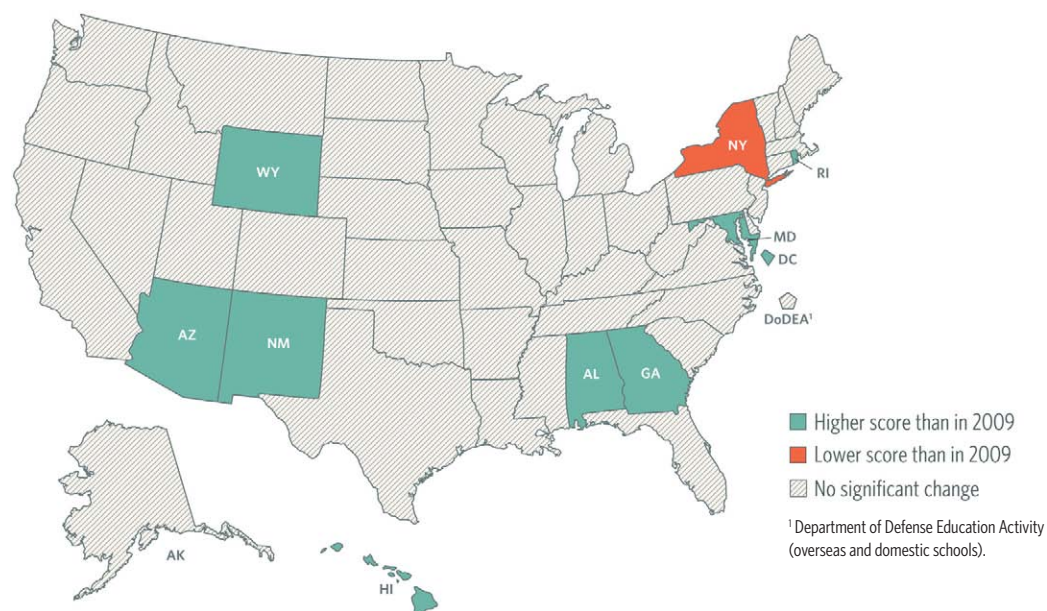 NY
WY
RI
MD
DC
DoDEA¹
AZ
NM
AL
GA
Higher score than in 2009
Lower score than in 2009
No significant change
¹ Department of Defense Education Activity
(overseas and domestic schools).
AK
HI